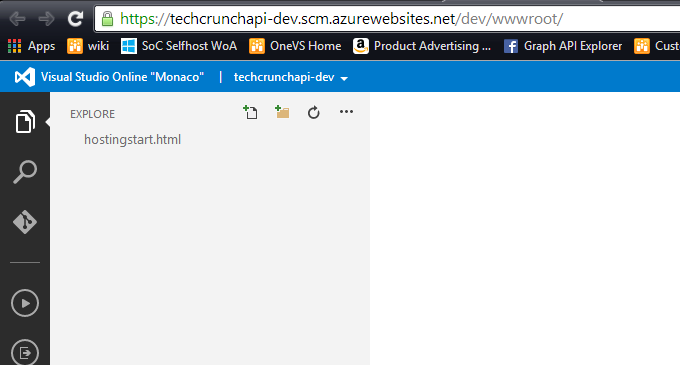 https://techcrunchapi-dev.scm.azurewebsites.net/dev/wwwroot/
Apps wiki SoC Selfhost WoA OneVS Home Product Advertising ... Graph API Explorer Cust
Visual Studio Online "Monaco" | techcrunchapi-dev
EXPLORE
hostingstart.html